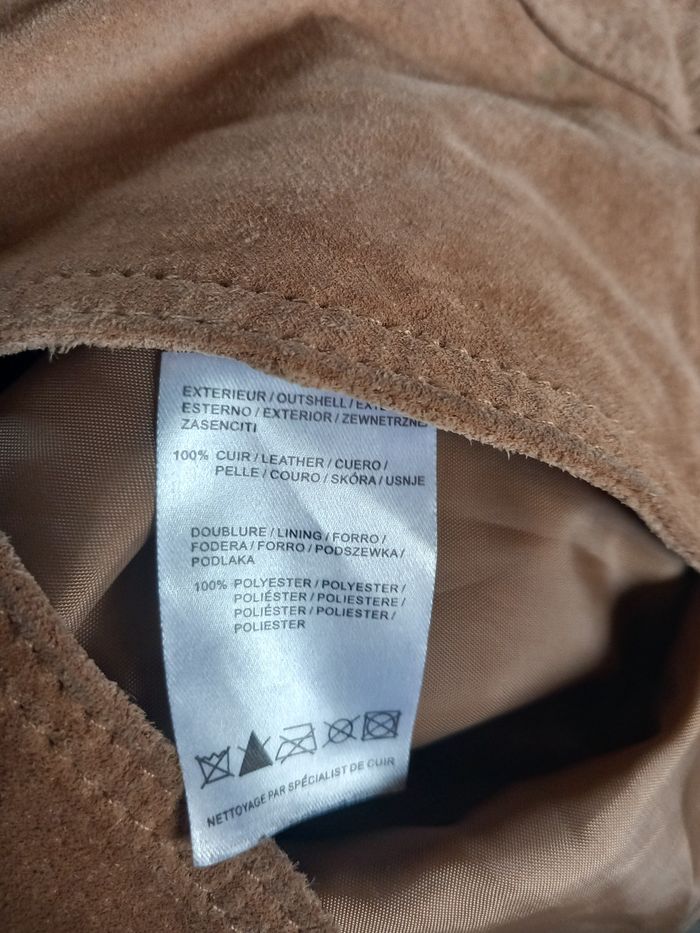 EXTERIEUR / OUTSHELL /
ESTERNO / EXTERIOR / ZEWNETRZNE
ZASENCITI
100% CUIR / LEATHER / CUERO /
PELLE / COURO / SKÓRA / USNJE
DOUBLURE / LINING / FORRO /
FODERA / FORRO / PODSZEWKA /
PODLAKA
100% POLYESTER / POLYESTER /
POLIÉSTER / POLIESTERE /
POLIÉSTER / POLIESTER /
POLIESTER
NETTOYAGE PAR SPÉCIALIST DE CUIR